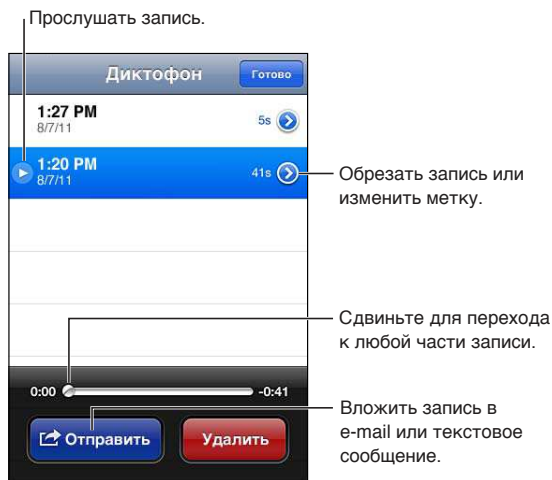 Прослушать запись.
Диктофон
Готово
1:27 PM
8/7/11
5s
1:20 PM
8/7/11
41s
Обрезать запись или
изменить метку.
Сдвиньте для перехода
к любой части записи.
0:00
-0:41
Вложить запись в
e-mail или текстовое
сообщение.
Отправить
Удалить